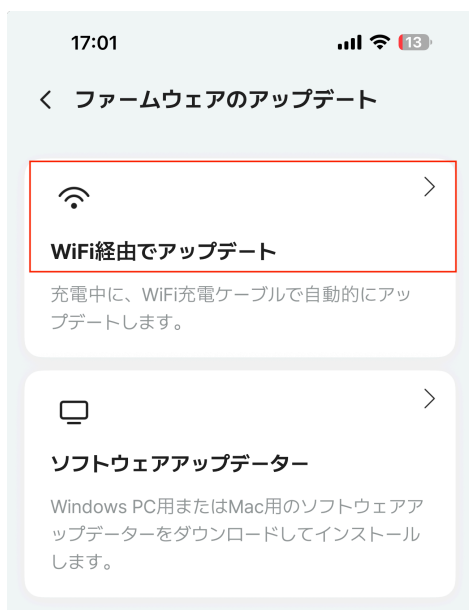 17:01
13
ファームウェアのアップデート
WiFi経由でアップデート
充電中に、WiFi充電ケーブルで自動的にアッ
プデートします。
ソフトウェアアップデーター
Windows PC用またはMac用のソフトウェアア
ップデーターをダウンロードしてインストール
します。